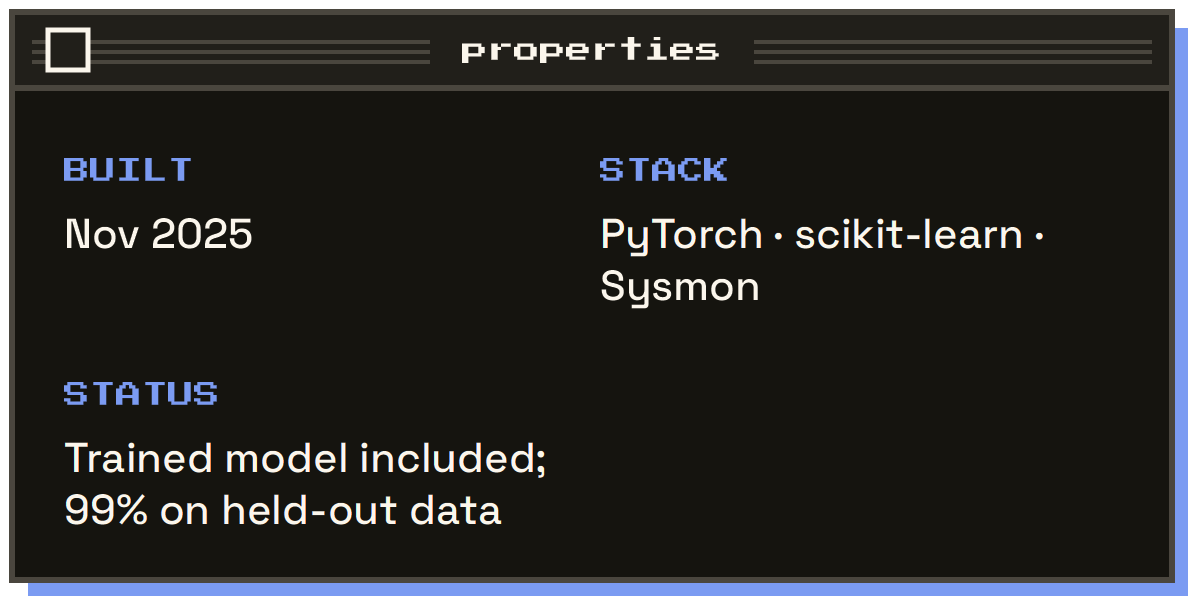 properties
BUILT
Nov 2025
STACK
PyTorch · scikit-learn ·
Sysmon
STATUS
Trained model included;
99% on held-out data